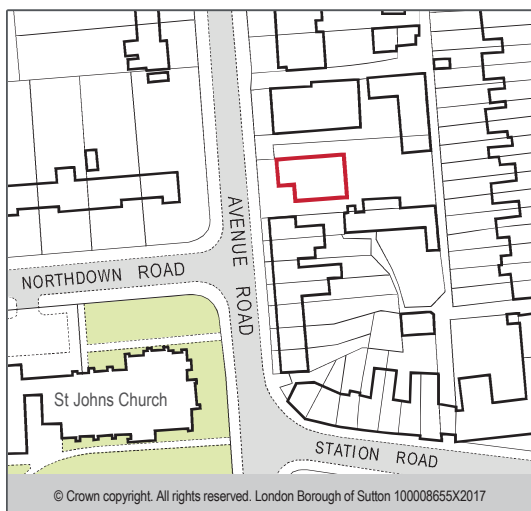 AVENUE ROAD
NORTHDOWN ROAD
St Johns Church
STATION ROAD
© Crown copyright. All rights reserved. London Borough of Sutton 100008655X2017